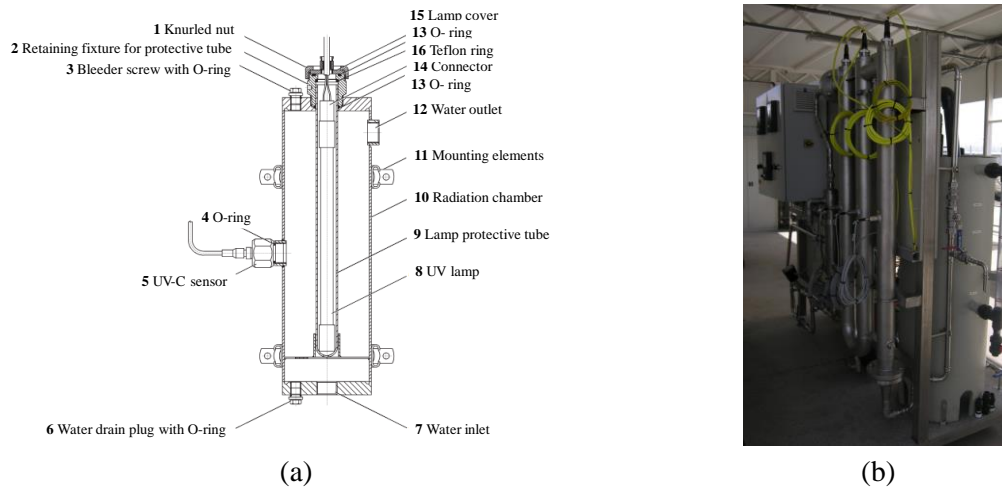 15 Lamp cover
1 Knurled nut
13 O- ring
2 Retaining fixture for protective tube
16 Teflon ring
3 Bleeder screw with O-ring
14 Connector
13 O- ring
12 Water outlet
11 Mounting elements
10 Radiation chamber
4 O-ring
9 Lamp protective tube
8 UV lamp
5 UV-C sensor
6 Water drain plug with O-ring
7 Water inlet
(a)
(b)